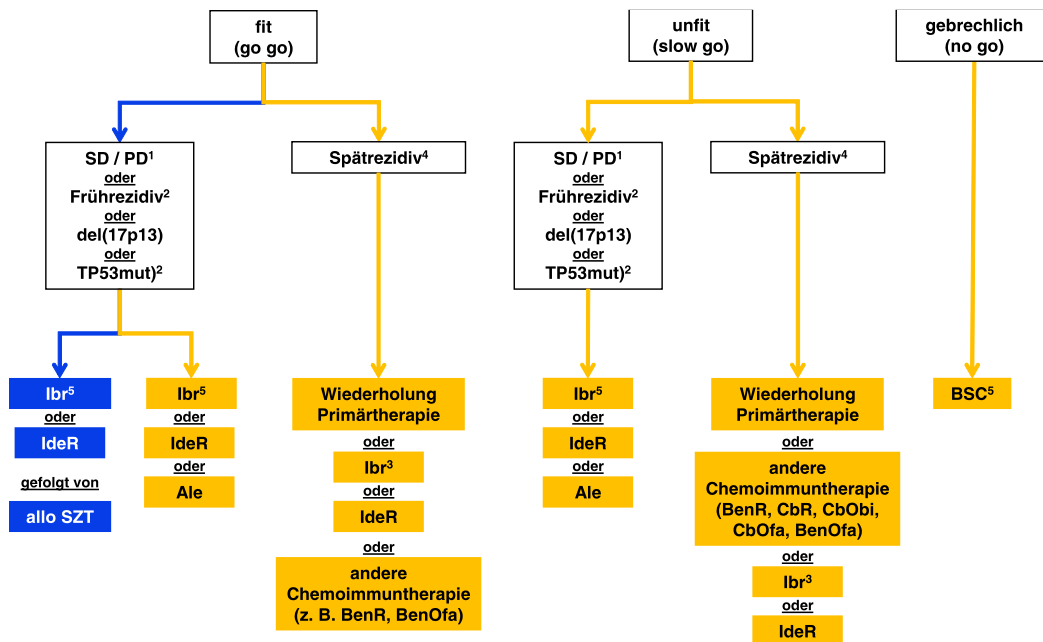 fit
(go go)
unfit
(slow go)
gebrechlich
(no go)
SD / PD¹
oder
Frührezidiv²
oder
del(17p13)
oder
TP53mut)²
Spätrezidiv⁴
SD / PD¹
oder
Frührezidiv²
oder
del(17p13)
oder
TP53mut)²
Spätrezidiv⁴
Ibr⁵
oder
IdeR
gefolgt von
allo SZT
Ibr⁵
oder
IdeR
oder
Ale
Wiederholung
Primärtherapie
oder
Ibr³
oder
IdeR
oder
andere
Chemoimmuntherapie
(z. B. BenR, BenOfa)
Ibr⁵
oder
IdeR
oder
Ale
Wiederholung
Primärtherapie
oder
andere
Chemoimmuntherapie
(BenR, CbR, CbObi,
CbOfa, BenOfa)
oder
Ibr³
oder
IdeR
BSC⁵